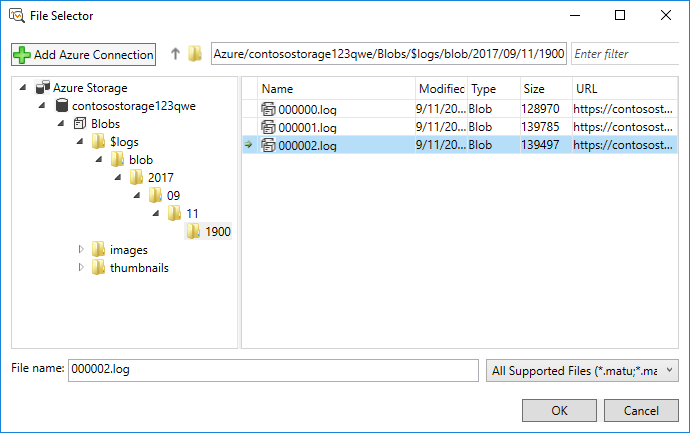 File Selector
Add Azure Connection Azure/contosostorage123qwe/Blobs/$logs/blob/2017/09/11/1900 Enter filter
Azure Storage
contosostorage123qwe
Blobs
$logs
blob
2017
09
11
1900
images
thumbnails
Name Modified Type Size URL
000000.log 9/11/20... Blob 128970 https://contosost...
000001.log 9/11/20... Blob 139785 https://contosost...
000002.log 9/11/20... Blob 139497 https://contosost...
File name: 000002.log All Supported Files (*.matu;*.ma
OK Cancel